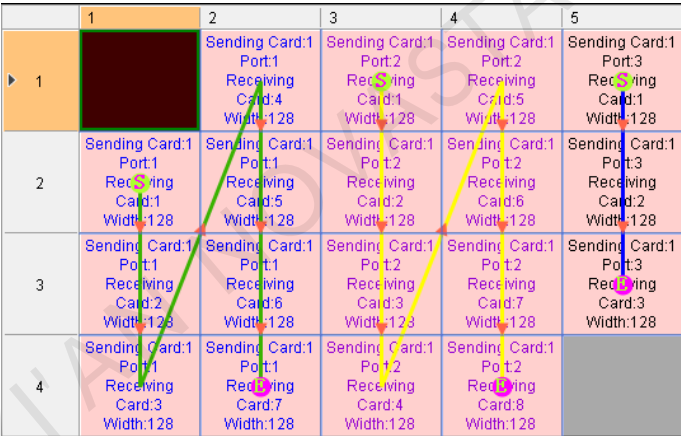 1 2 3 4 5
1
Sending Card:1
Port:1
Receiving
Card:4
Width:128
Sending Card:1
Port:2
Receiving
S
Card:1
Width:128
Sending Card:1
Port:2
Receiving
Card:5
Width:128
Sending Card:1
Port:3
Receiving
S
Card:1
Width:128
2
Sending Card:1
Port:1
Receiving
S
Card:1
Width:128
Sending Card:1
Port:1
Receiving
Card:5
Width:128
Sending Card:1
Port:2
Receiving
Card:2
Width:128
Sending Card:1
Port:2
Receiving
Card:6
Width:128
Sending Card:1
Port:3
Receiving
Card:2
Width:128
3
Sending Card:1
Port:1
Receiving
Card:2
Width:128
Sending Card:1
Port:1
Receiving
Card:6
Width:128
Sending Card:1
Port:2
Receiving
Card:3
Width:128
Sending Card:1
Port:2
Receiving
Card:7
Width:128
Sending Card:1
Port:3
Receiving
E
Card:3
Width:128
4
Sending Card:1
Port:1
Receiving
Card:3
Width:128
Sending Card:1
Port:1
Receiving
E
Card:7
Width:128
Sending Card:1
Port:2
Receiving
Card:4
Width:128
Sending Card:1
Port:2
Receiving
E
Card:8
Width:128
I'AN NOVASTA